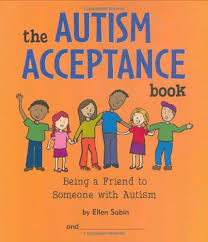 the AUTISM
ACCEPTANCE
book
Being a Friend to
Someone with Autism
by Ellen Sabin
and